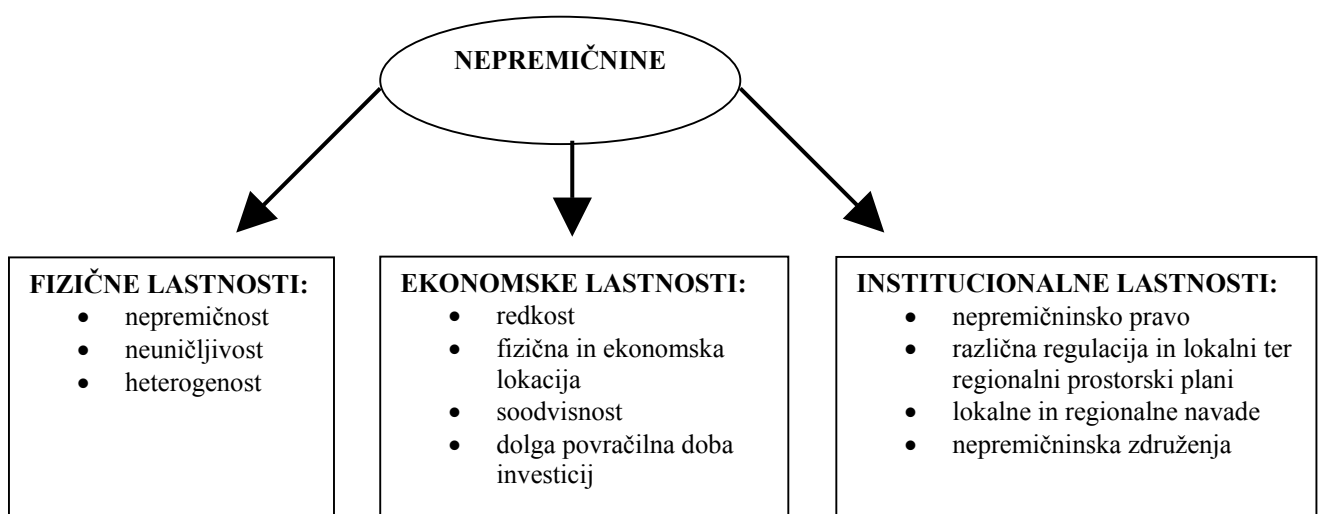 NEPREMIČNINE
FIZIČNE LASTNOSTI:
• nepremičnost
• neuničljivost
• heterogenost
EKONOMSKE LASTNOSTI:
• redkost
• fizična in ekonomska
lokacija
• soodvisnost
• dolga povračilna doba
investicij
INSTITUCIONALNE LASTNOSTI:
• nepremičninsko pravo
• različna regulacija in lokalni ter
regionalni prostorski plani
• lokalne in regionalne navade
• nepremičninska združenja